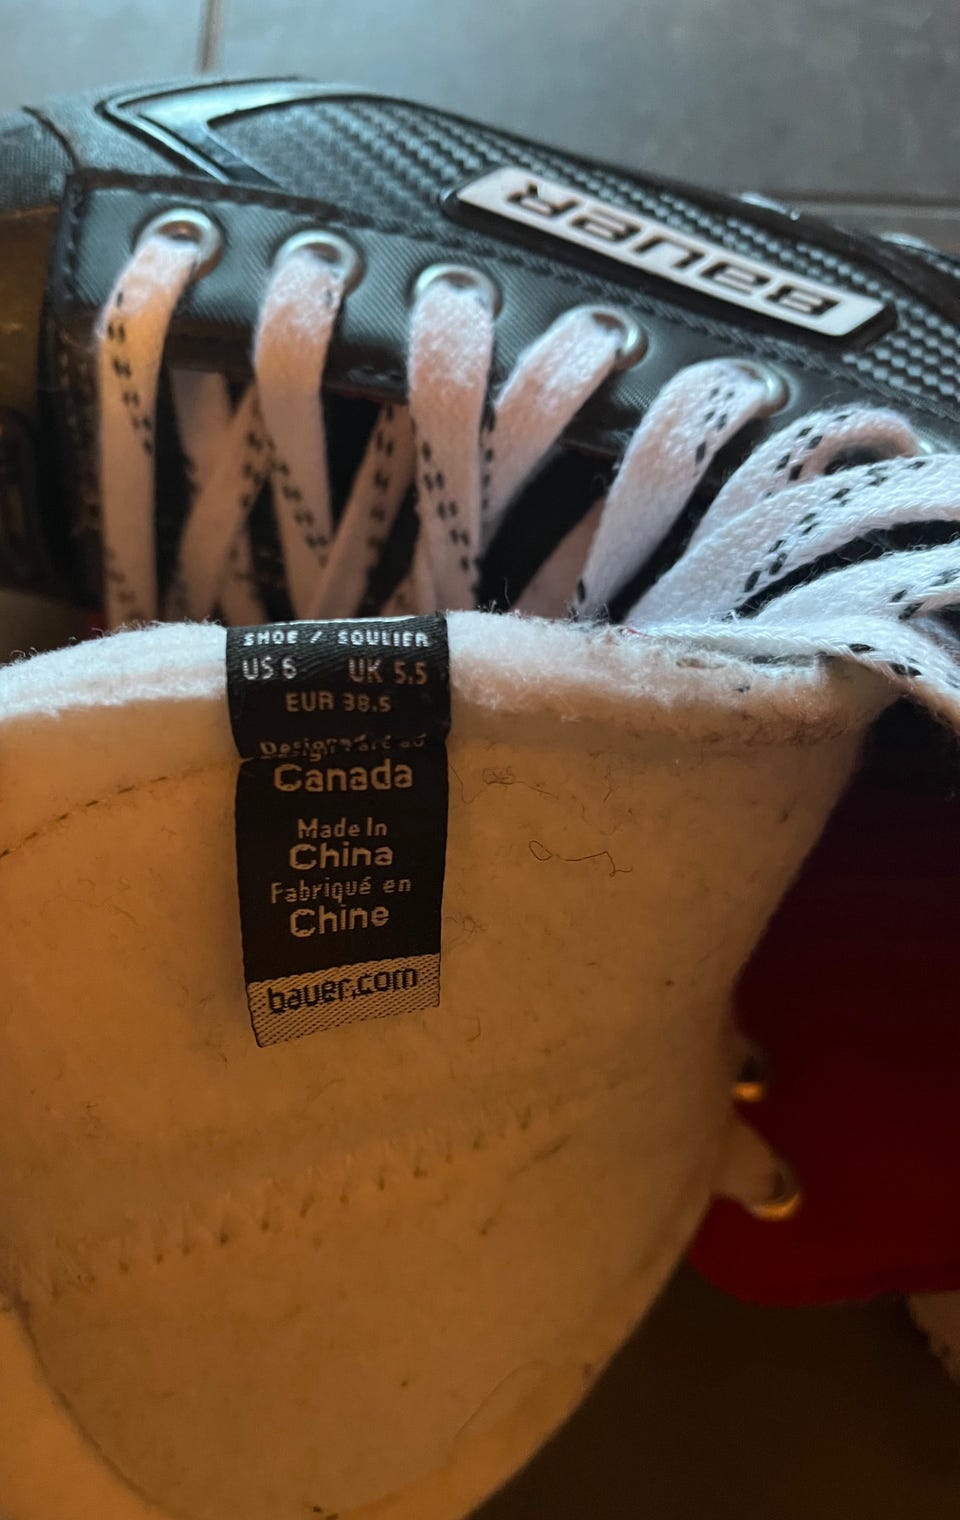 BAUER
SHOE / SOULIER
US 6 UK 5.5
EUR 38.5
Canada
Made In
China
Fabriqué en
Chine
bauer.com